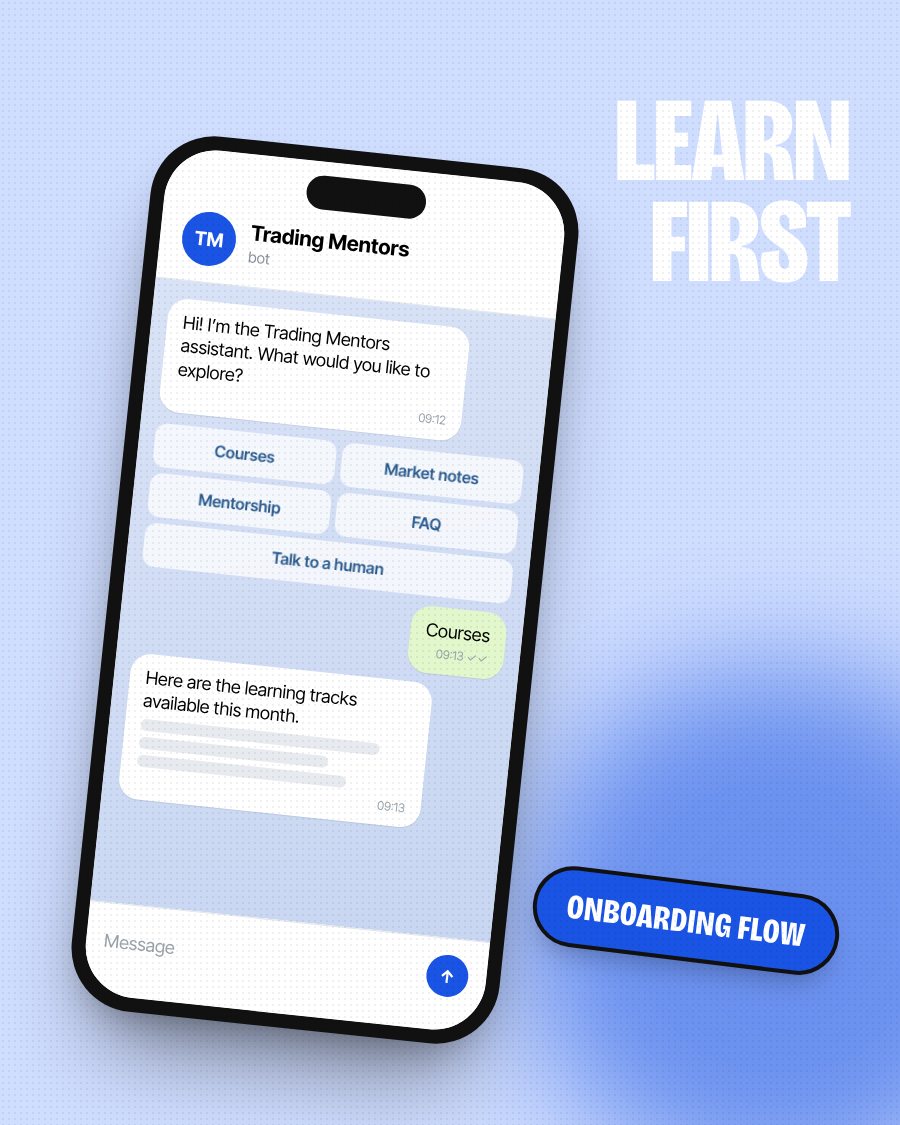 LEARN
FIRST
TM
Trading Mentors
bot
Hi! I’m the Trading Mentors
assistant. What would you like to
explore?
09:12
Courses
Market notes
Mentorship
FAQ
Talk to a human
Courses
09:13
Here are the learning tracks
available this month.
09:13
Message
ONBOARDING FLOW